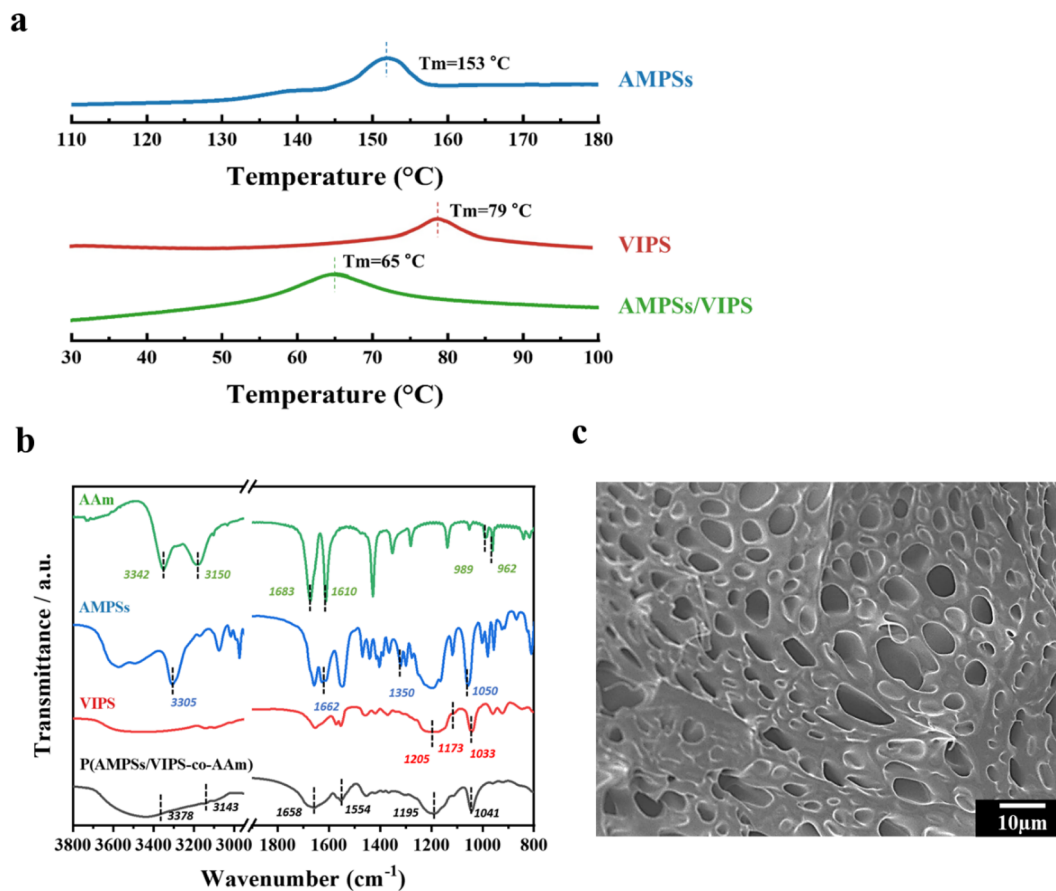 a
Tm=153 °C
AMPSs
110 120 130 140 150 160 170 180
Temperature (°C)
Tm=79 °C
VIPS
Tm=65 °C
AMPSs/VIPS
30 40 50 60 72 80 90 100
Temperature (°C)
b
c
AAm
3342 3150 1683 1610 989 962
AMPSs
3305 1662 1350 1050
VIPS
1205 1173 1033
P(AMPSs/VIPS-co-AAm)
3378 3143 1658 1554 1195 1041
3800 3600 3400 3200 3000 1800 1600 1400 1200 1000 800
Wavenumber (cm⁻¹)
Transmittance / a.u.
10μm